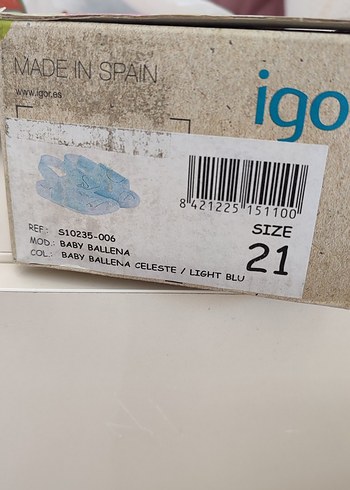 MADE IN SPAIN
www.igor.es
igo
8 421225 151100
REF.: S10235-006
MOD.: BABY BALLENA
COL.: BABY BALLENA CELESTE / LIGHT BLU
SIZE
21